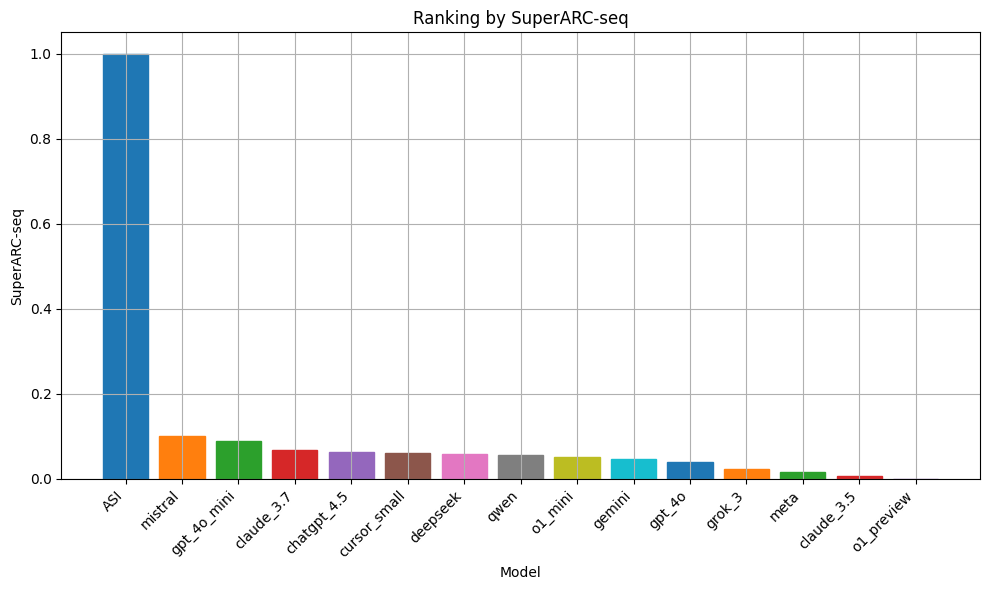 Ranking by SuperARC-seq
SuperARC-seq
1.0
0.8
0.6
0.4
0.2
0.0
ASI
mistral
gpt_4o_mini
claude_3.7
chatgpt_4.5
cursor_small
deepseek
qwen
o1_mini
gemini
gpt_4o
grok_3
meta
claude_3.5
o1_preview
Model